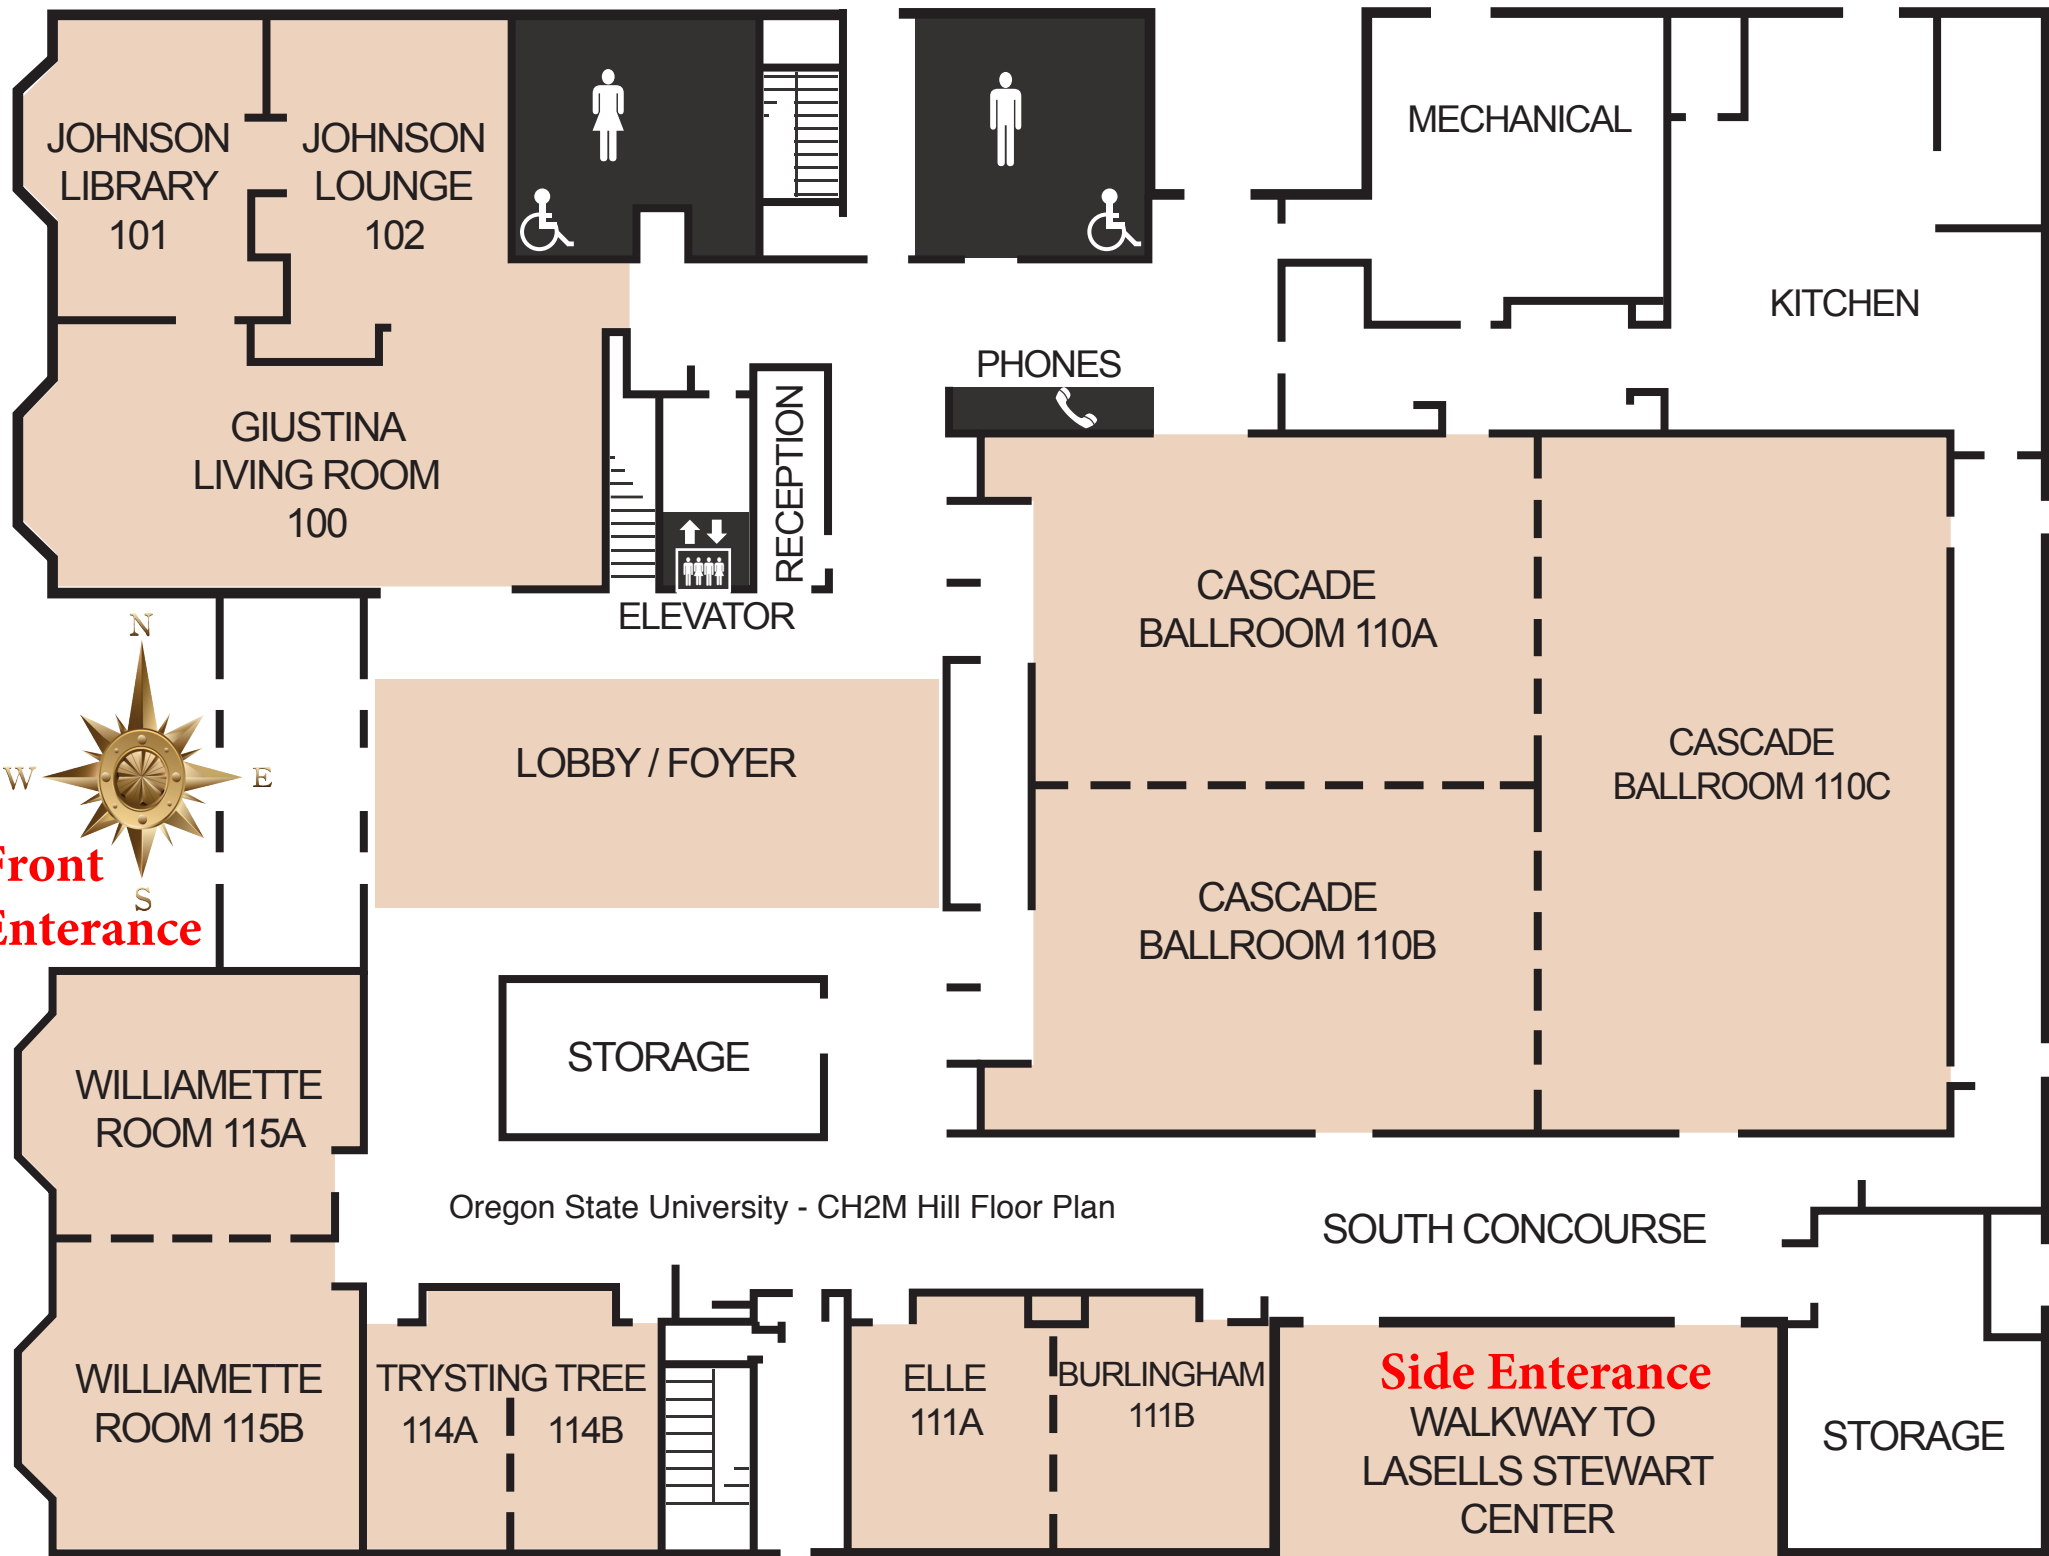 JOHNSON
LIBRARY
101
JOHNSON
LOUNGE
102
MECHANICAL
KITCHEN
PHONES
GIUSTINA
LIVING ROOM
100
RECEPTION
ELEVATOR
CASCADE
BALLROOM 110A
CASCADE
BALLROOM 110C
CASCADE
BALLROOM 110B
N
W
E
S
Front
Enterance
LOBBY / FOYER
STORAGE
WILLIAMETTE
ROOM 115A
Oregon State University - CH2M Hill Floor Plan
SOUTH CONCOURSE
WILLIAMETTE
ROOM 115B
TRYSTING TREE
114A
114B
ELLE
111A
BURLINGHAM
111B
Side Enterance
WALKWAY TO
LASELLS STEWART
CENTER
STORAGE